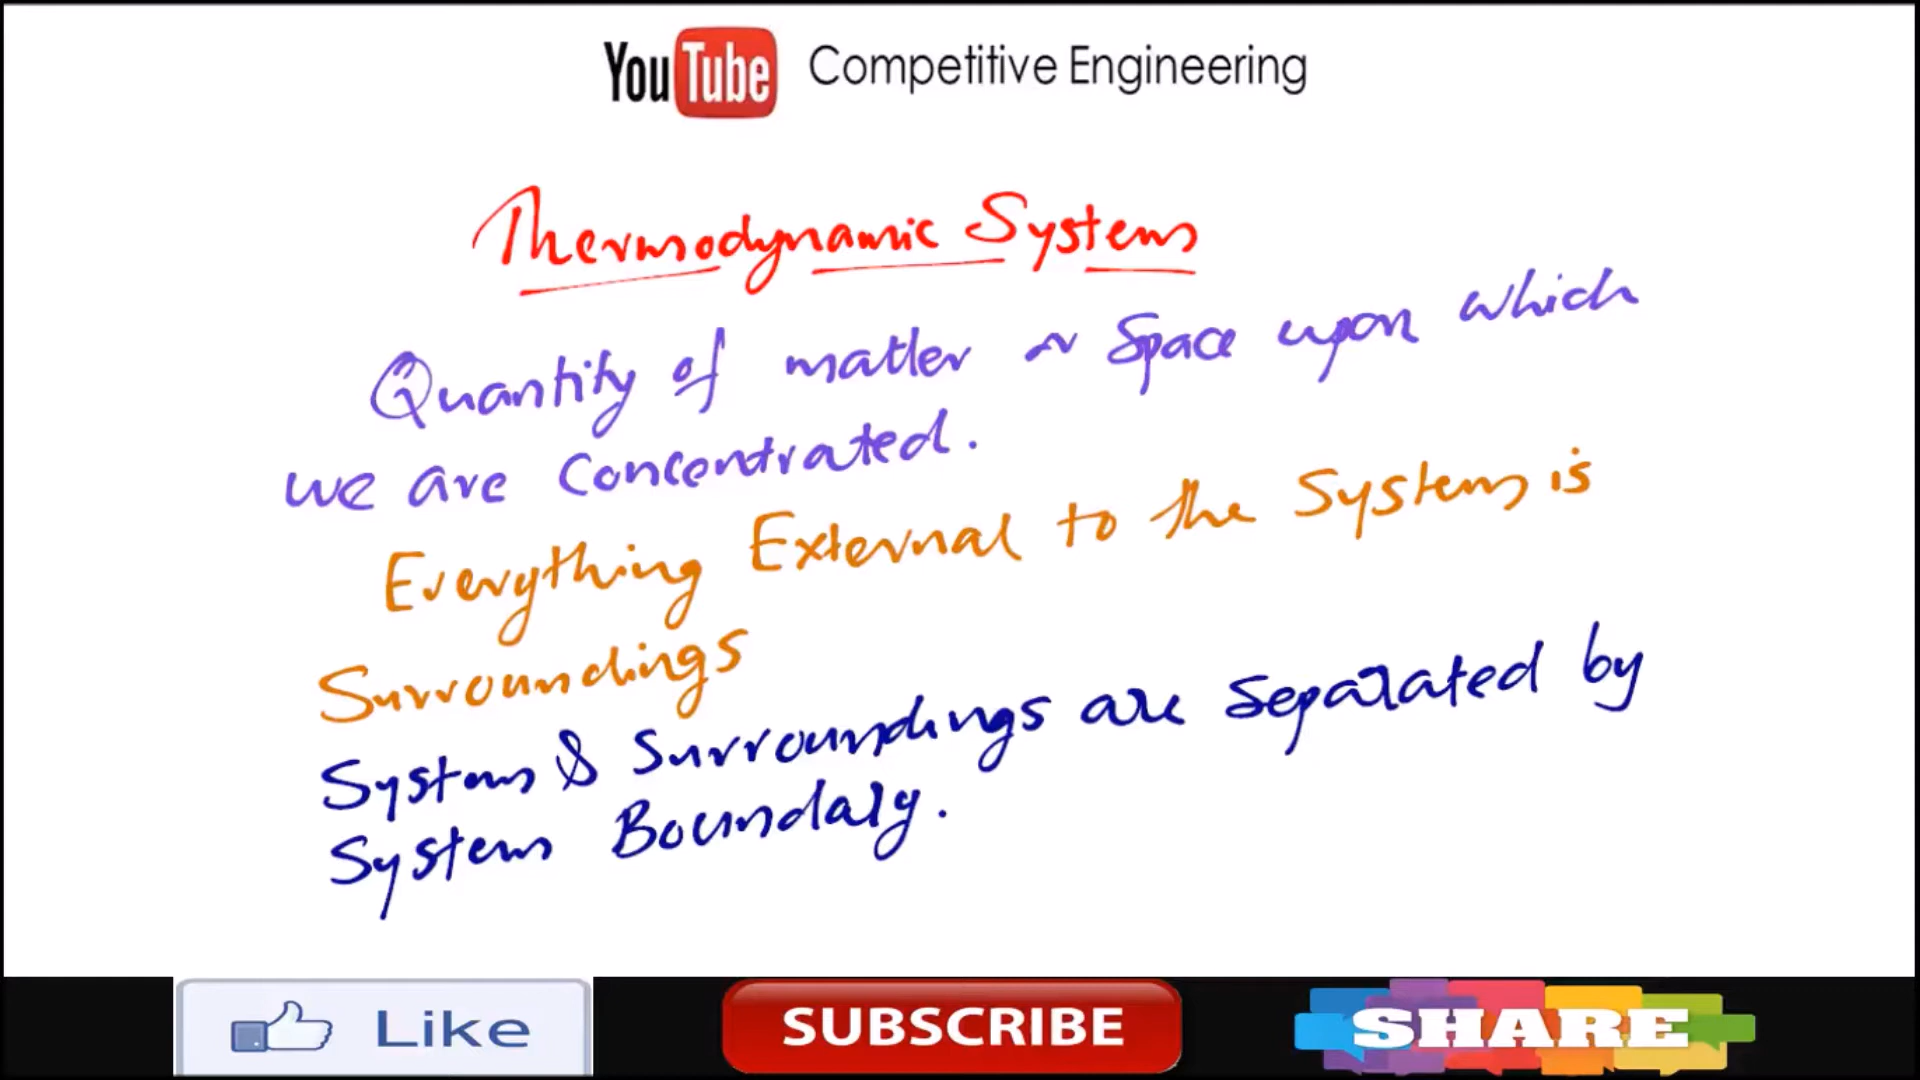 YouTube Competitive Engineering
Thermodynamic System
Quantity of matter or Space upon which
we are Concentrated.
Everything External to the System is
Surroundings
System & Surroundings are Separated by
System Boundary.
Like SUBSCRIBE SHARE